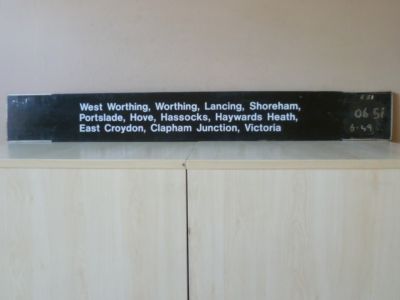 West Worthing, Worthing, Lancing, Shoreham,
Portslade, Hove, Hassocks, Haywards Heath,
East Croydon, Clapham Junction, Victoria
06 51